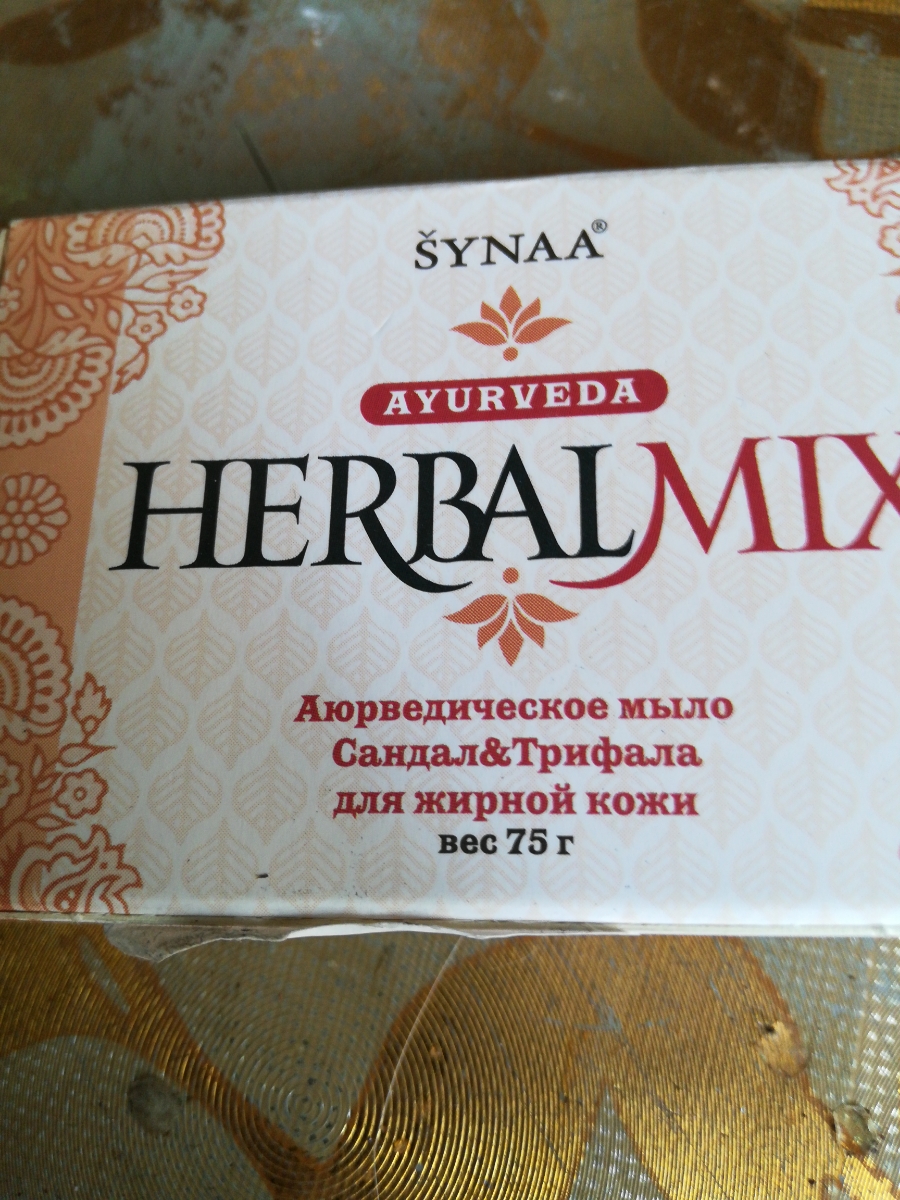 ŠYNAA®
AYURVEDA
HERBALMIX
Аюрведическое мыло
Сандал&Трифала
для жирной кожи
вес 75 г